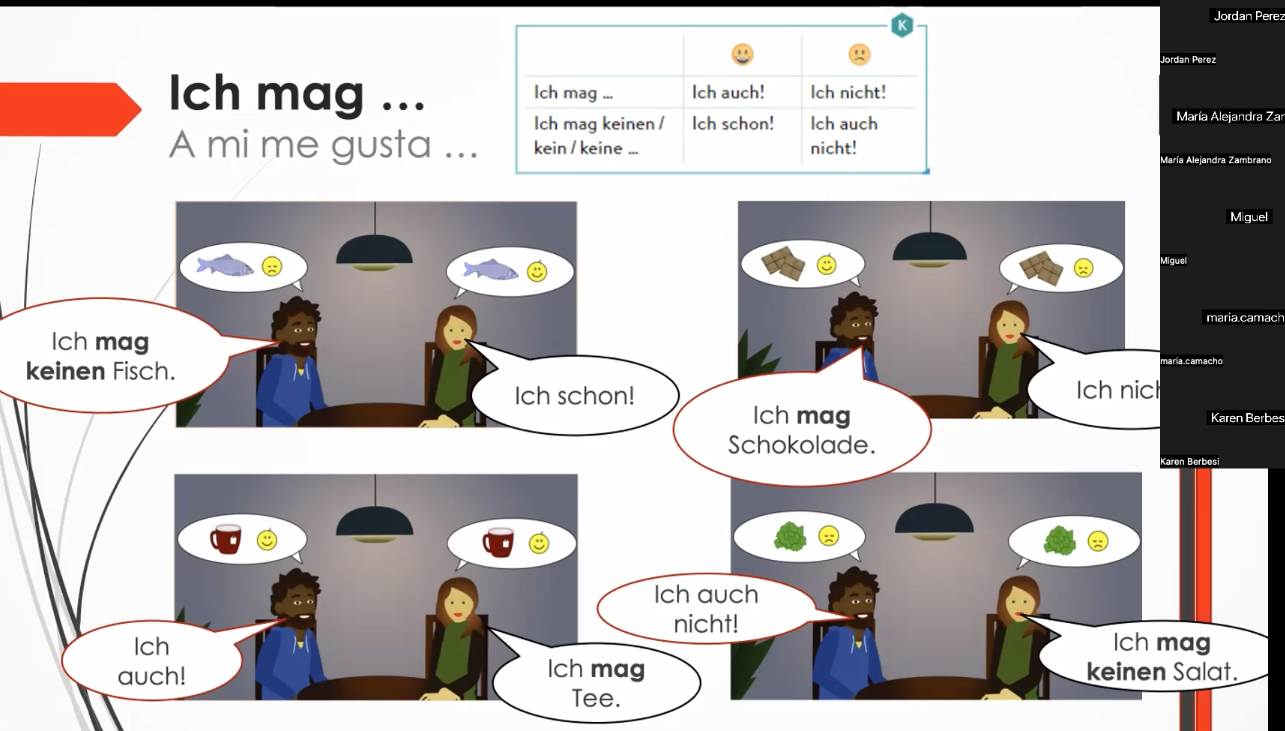 Ich mag ...
A mi me gusta ...
K
Ich mag ... Ich auch! Ich nicht!
Ich mag keinen / Ich schon! Ich auch
kein / keine ... nicht!
Ich mag
keinen Fisch.
Ich schon!
Ich mag
Schokolade.
Ich
Ich
auch!
Ich mag
Tee.
Ich auch
nicht!
Ich mag
keinen Salat.
Jordan Perez
Jordan Perez
María Alejandra
María Alejandra Zambrano
Miguel
Miguel
maria.camach
maria.camacho
Karen Berbes
Karen Berbesi